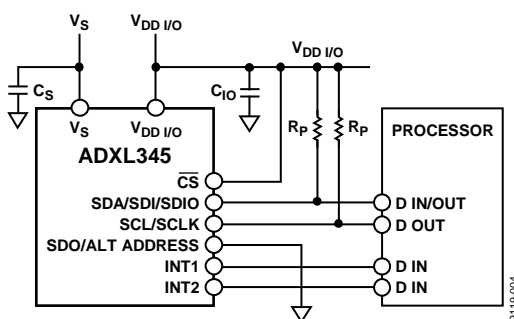 VS
VDD I/O
VDD I/O
CS
CIO
RP
RP
VS
VDD I/O
ADXL345
CS
SDA/SDI/SDIO
SCL/SCLK
SDO/ALT ADDRESS
INT1
INT2
PROCESSOR
D IN/OUT
D OUT
D IN
D IN